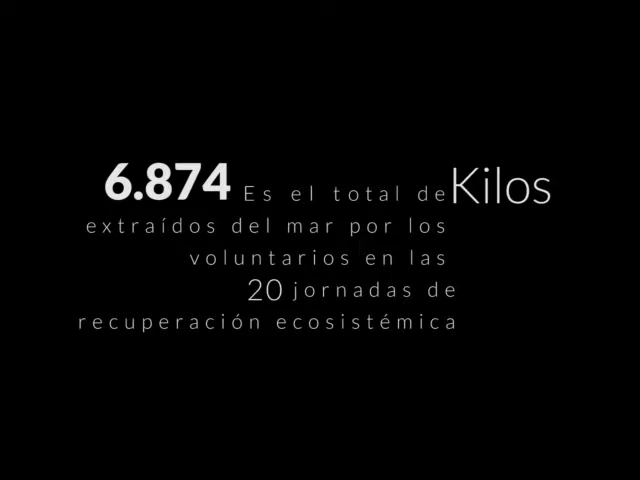 6.874 Es el total de Kilos
extraídos del mar por los
voluntarios en las
20 jornadas de
recuperación ecosistémica